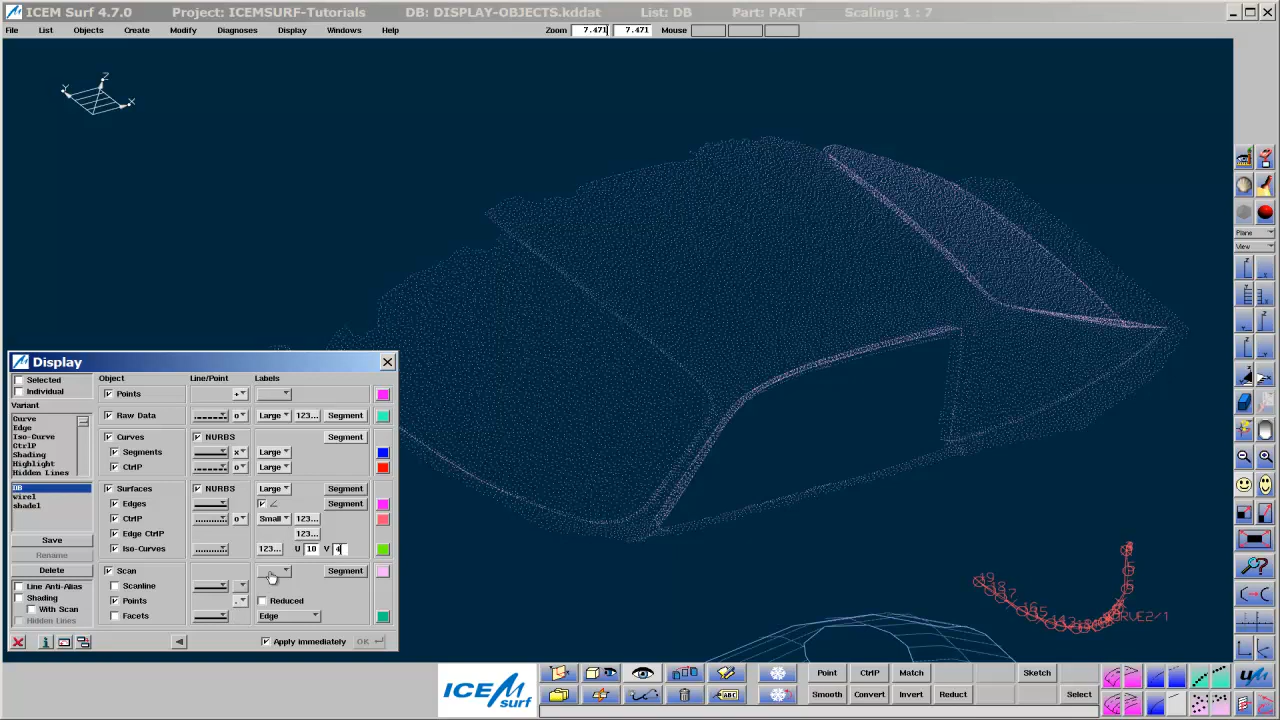 ICEM Surf 4.7.0 Project: ICEMSURF-Tutorials DB: DISPLAY-OBJECTS.kddat List: DB Part: PART Scaling: 1 : 7
File List Objects Create Modify Diagnoses Display Windows Help Zoom 7.471 7.471 Mouse
Z
Y
X
Plane
View
Display
Selected
Individual
Object Line/Point Labels
Points
Variant
Curve
Edge
Iso-Curve
CtrlP
Shading
Highlight
Hidden Lines
Raw Data Large 123... Segment
Curves NURBS Segment
Segments Large
CtrlP Large
DB
wire1
shade1
Surfaces NURBS Large Segment
Edges Segment
CtrlP Small 123...
Edge CtrlP 123...
Iso-Curves 123... U 10 V 4
Save
Rename
Delete
Scan Segment
Scanline
Points Reduced
Facets Edge
Line Anti-Alias
Shading
With Scan
Hidden Lines
Apply immediately OK
CURVE2/1
ICEM surf
Point CtrlP Match Sketch
Smooth Convert Invert Reduct Select
ABC